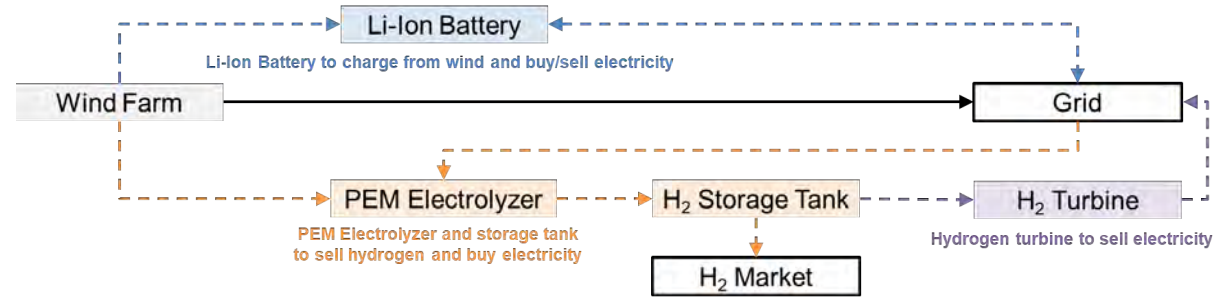 Li-Ion Battery
Li-Ion Battery to charge from wind and buy/sell electricity
Wind Farm
Grid
PEM Electrolyzer
H₂ Storage Tank
H₂ Turbine
PEM Electrolyzer and storage tank
to sell hydrogen and buy electricity
Hydrogen turbine to sell electricity
H₂ Market